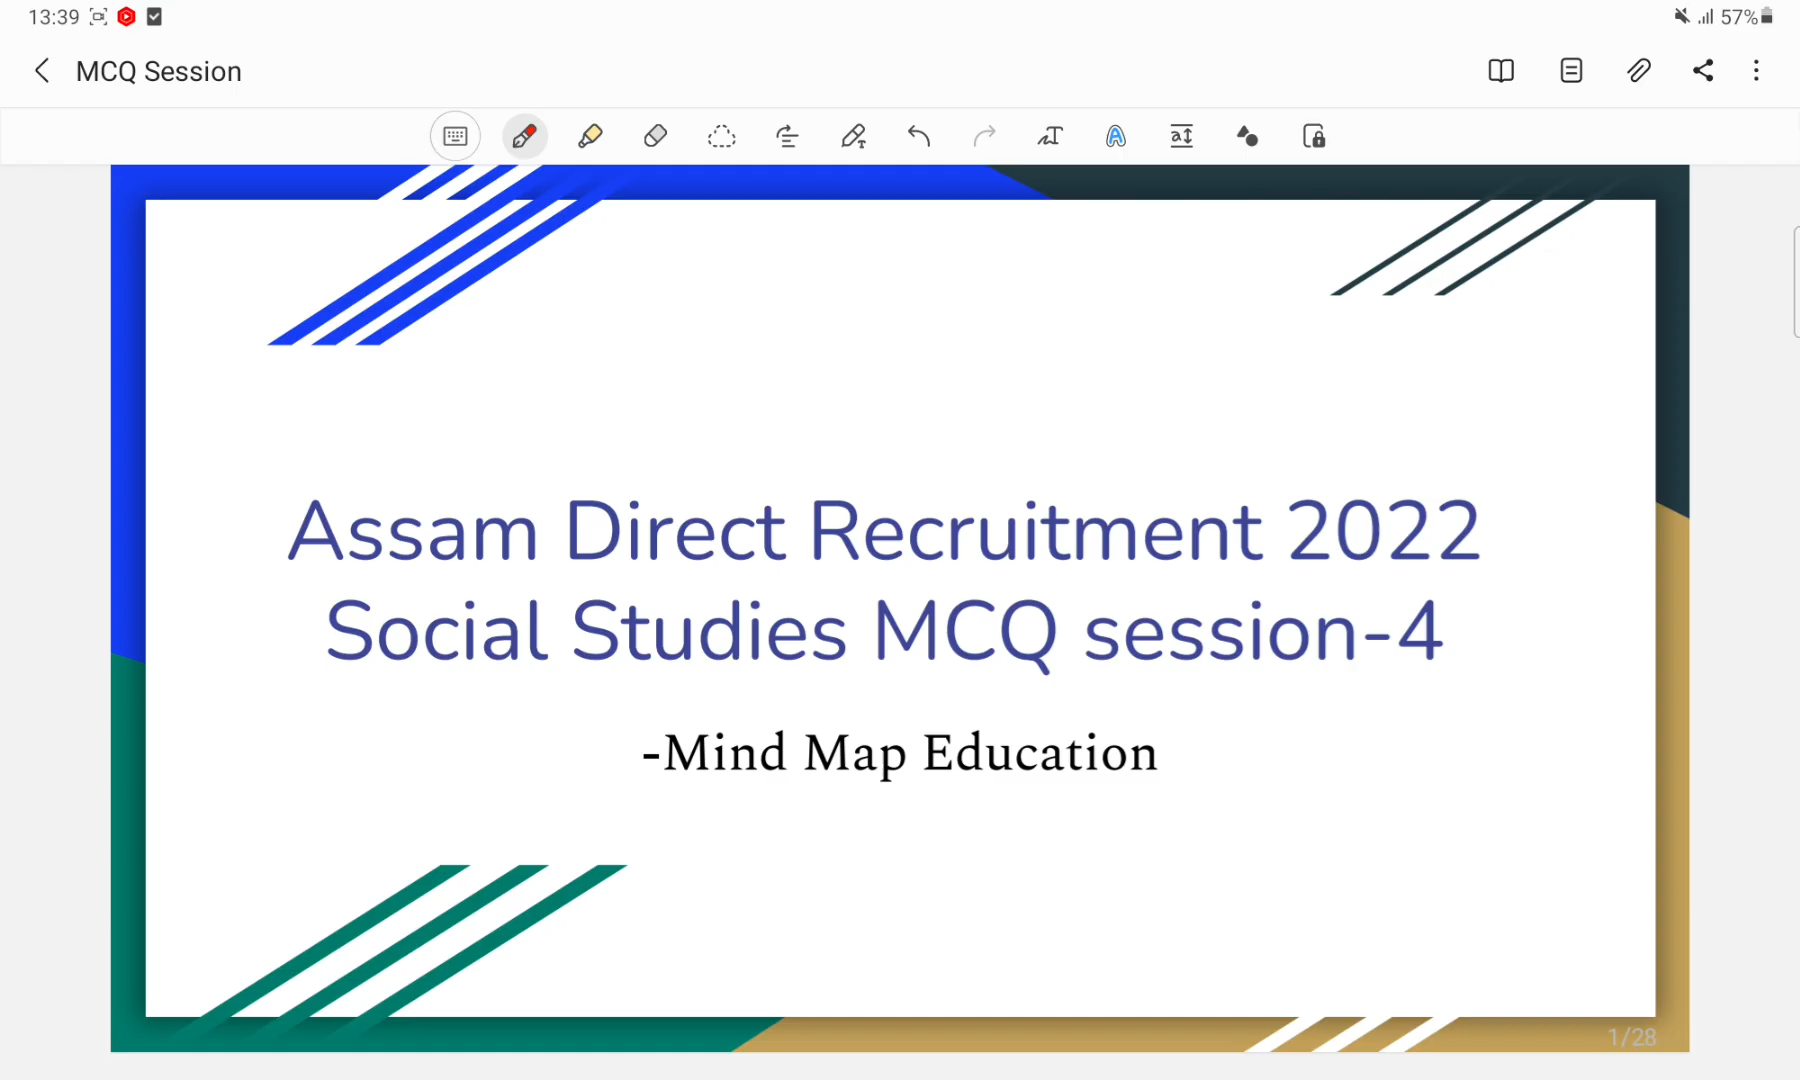 13:39
57%
MCQ Session
Assam Direct Recruitment 2022
Social Studies MCQ session-4
-Mind Map Education
1/28